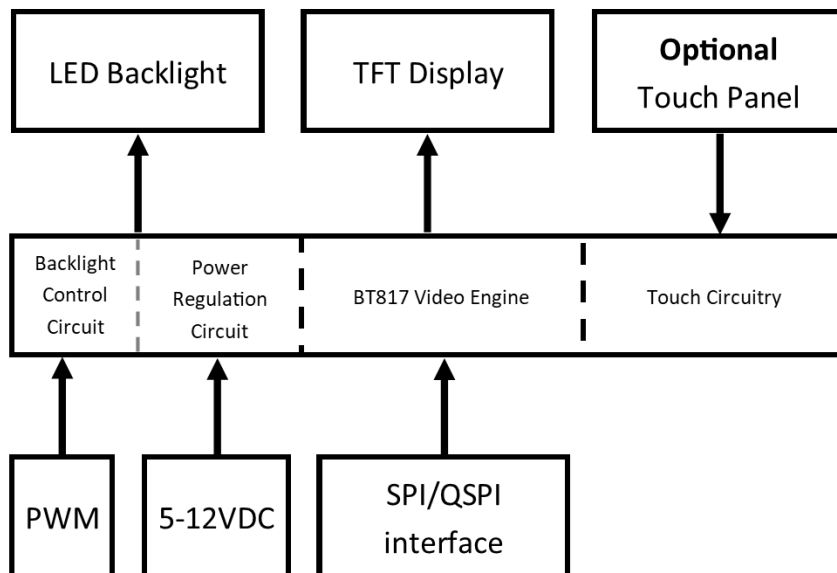 LED Backlight
TFT Display
Optional
Touch Panel
Backlight
Control
Circuit
Power
Regulation
Circuit
BT817 Video Engine
Touch Circuitry
PWM
5-12VDC
SPI/QSPI
interface